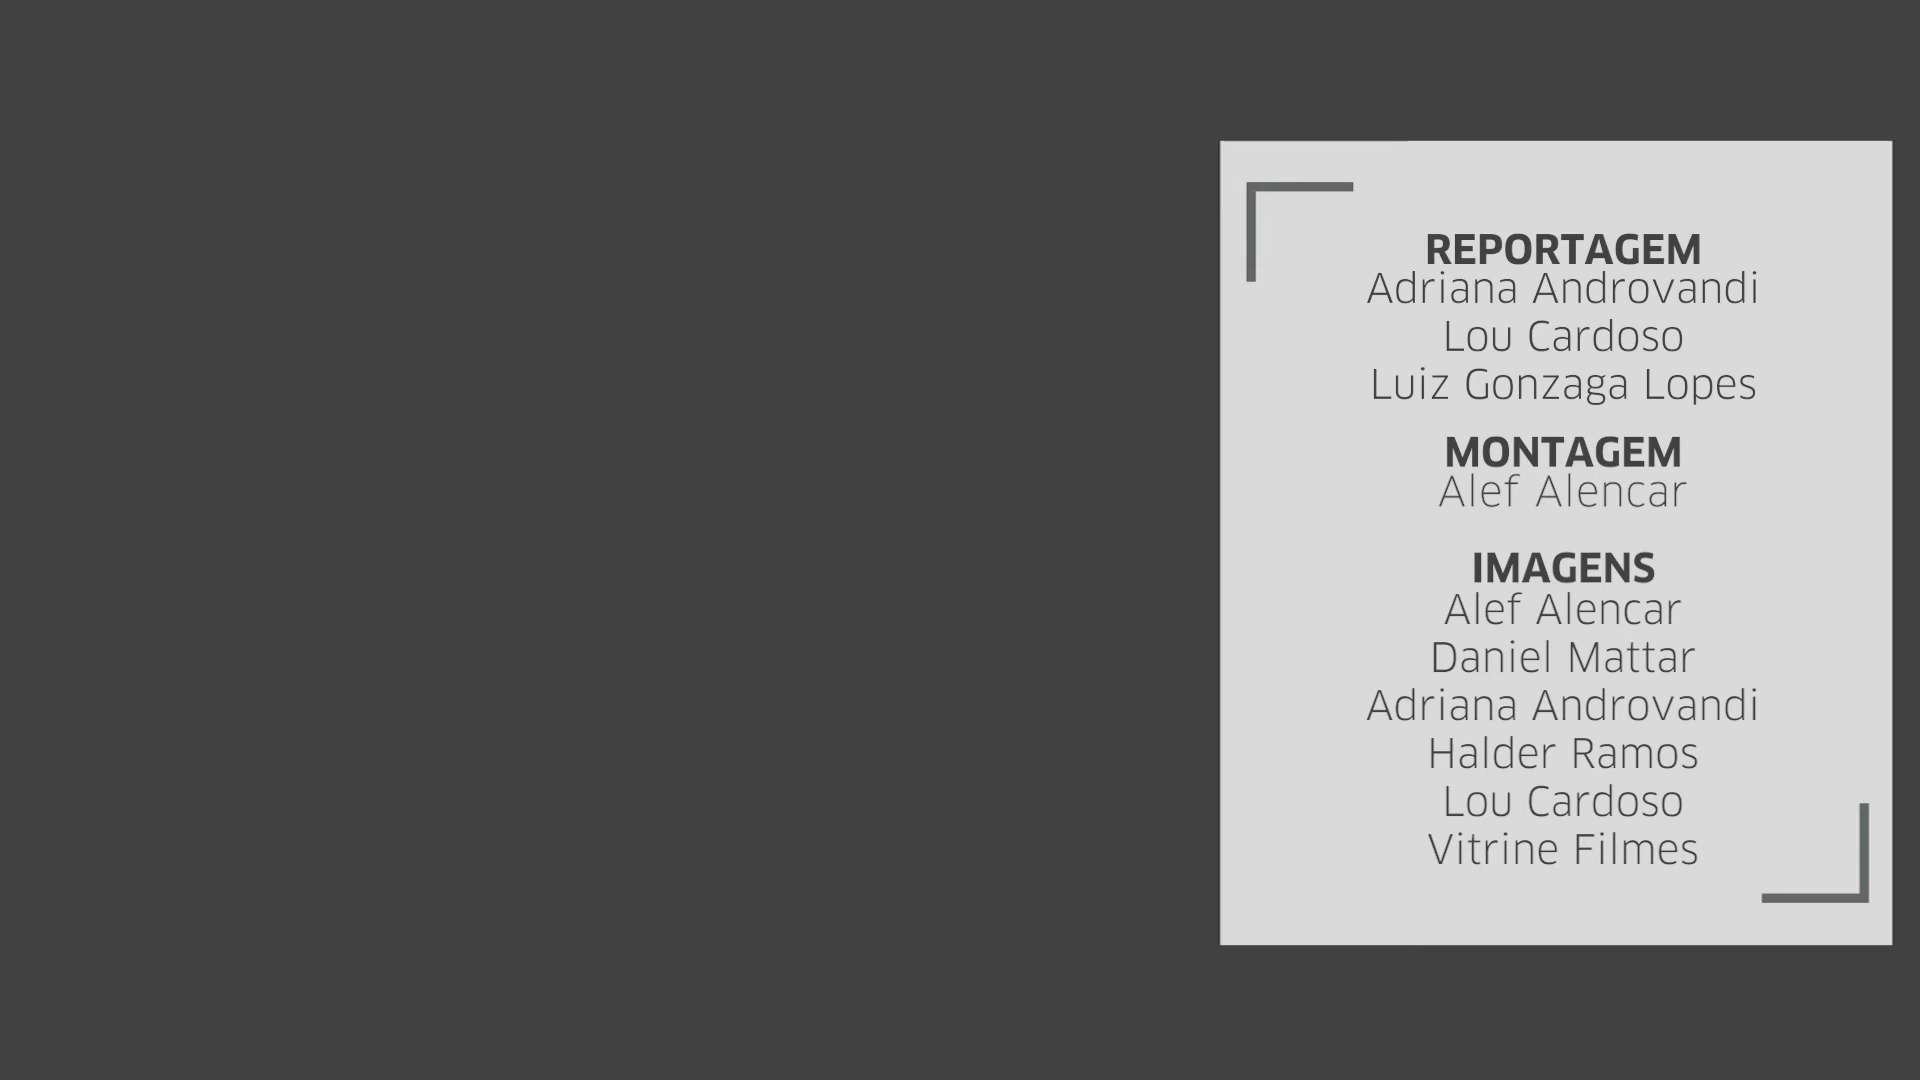 REPORTAGEM
Adriana Androvandi
Lou Cardoso
Luiz Gonzaga Lopes
MONTAGEM
Alef Alencar
IMAGENS
Alef Alencar
Daniel Mattar
Adriana Androvandi
Halder Ramos
Lou Cardoso
Vitrine Filmes